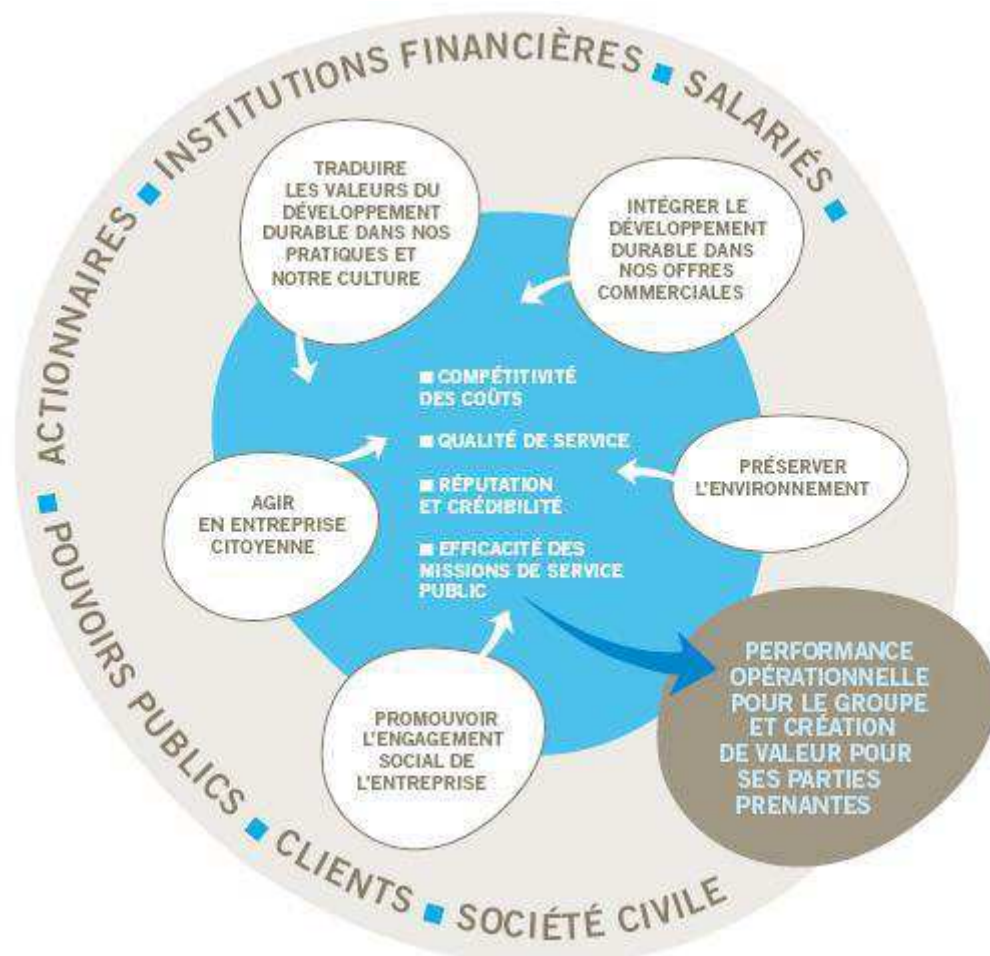 ■ ACTIONNAIRES ■ INSTITUTIONS FINANCIÈRES ■ SALARIÉS ■
■ POUVOIRS PUBLICS ■ CLIENTS ■ SOCIÉTÉ CIVILE
TRADUIRE
LES VALEURS DU
DÉVELOPPEMENT
DURABLE DANS NOS
PRATIQUES ET
NOTRE CULTURE
INTÉGRER LE
DÉVELOPPEMENT
DURABLE DANS
NOS OFFRES
COMMERCIALES
■ COMPÉTITIVITÉ
DES COÛTS
■ QUALITÉ DE SERVICE
■ RÉPUTATION
ET CRÉDIBILITÉ
■ EFFICACITÉ DES
MISSIONS DE SERVICE
PUBLIC
PRÉSERVER
L'ENVIRONNEMENT
AGIR
EN ENTREPRISE
CITOYENNE
PROMOUVOIR
L'ENGAGEMENT
SOCIAL DE
L'ENTREPRISE
PERFORMANCE
OPÉRATIONNELLE
POUR LE GROUPE
ET CRÉATION
DE VALEUR POUR
SES PARTIES
PRENANTES